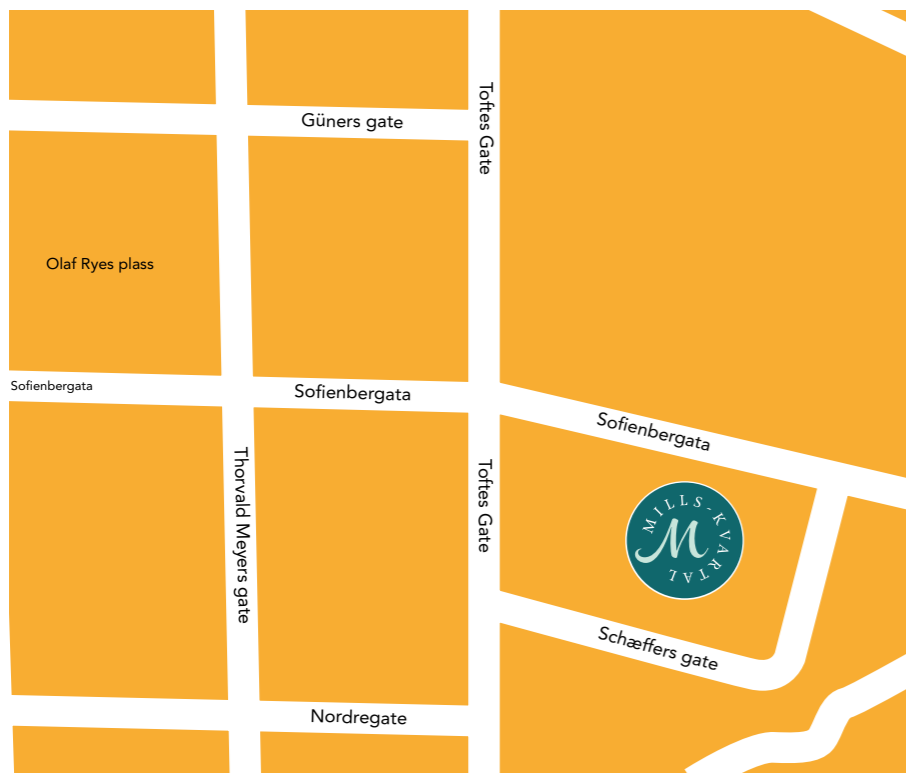 Toftes Gate
Güners gate
Olaf Ryes plass
Sofienbergata
Sofienbergata
Sofienbergata
Thorvald Meyers gate
Toftes Gate
MILLS-KVARTAL
M
Schæffers gate
Nordregate